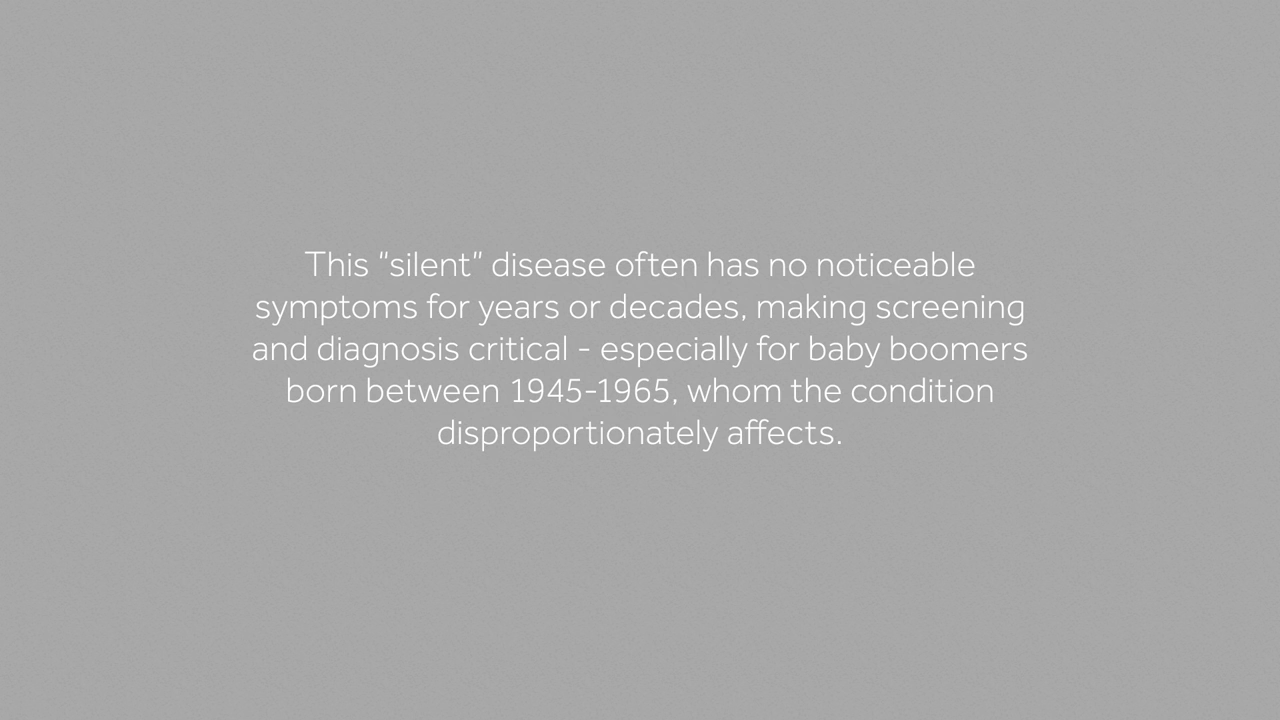 This “silent” disease often has no noticeable
symptoms for years or decades, making screening
and diagnosis critical - especially for baby boomers
born between 1945-1965, whom the condition
disproportionately affects.